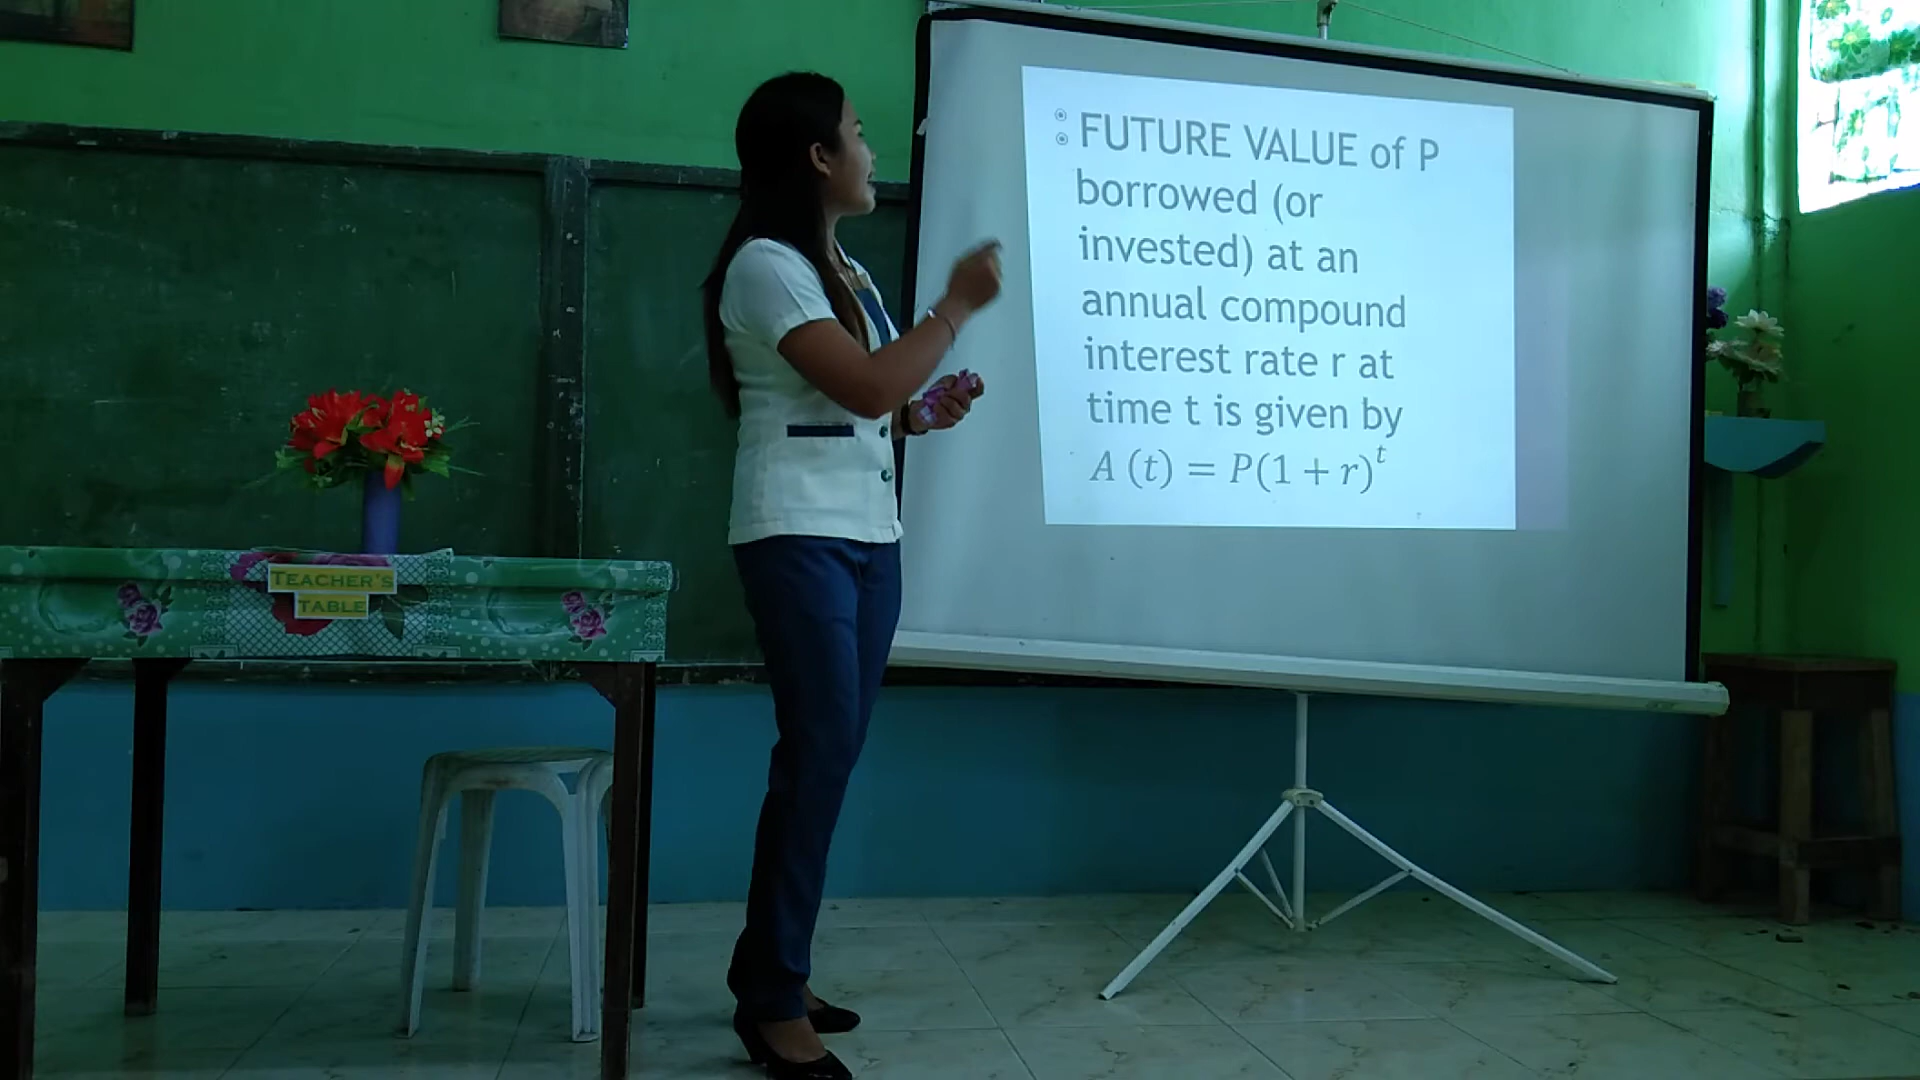 FUTURE VALUE of P
borrowed (or
invested) at an
annual compound
interest rate r at
time t is given by
A (t) = P(1 + r)^t
TEACHER'S
TABLE